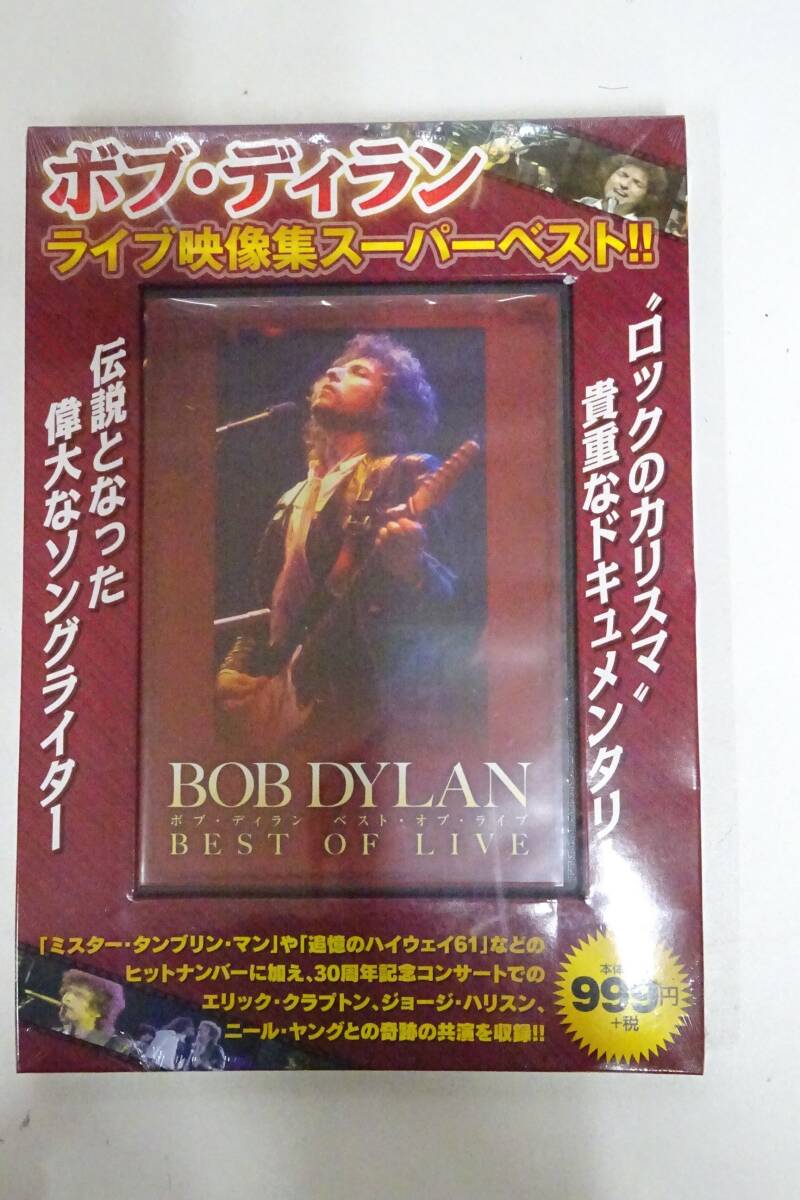 ボブ・ディラン
ライブ映像集スーパーベスト!!
〝ロックのカリスマ〟
貴重なドキュメンタリー
伝説となった
偉大なソングライター
BOB DYLAN
ボブ・ディラン ベスト・オブ・ライブ
BEST OF LIVE
「ミスター・タンブリン・マン」や「追憶のハイウェイ61」などの
ヒットナンバーに加え、30周年記念コンサートでの
エリック・クラプトン、ジョージ・ハリスン、
ニール・ヤングとの奇跡の共演を収録!!
本体
999円
+税